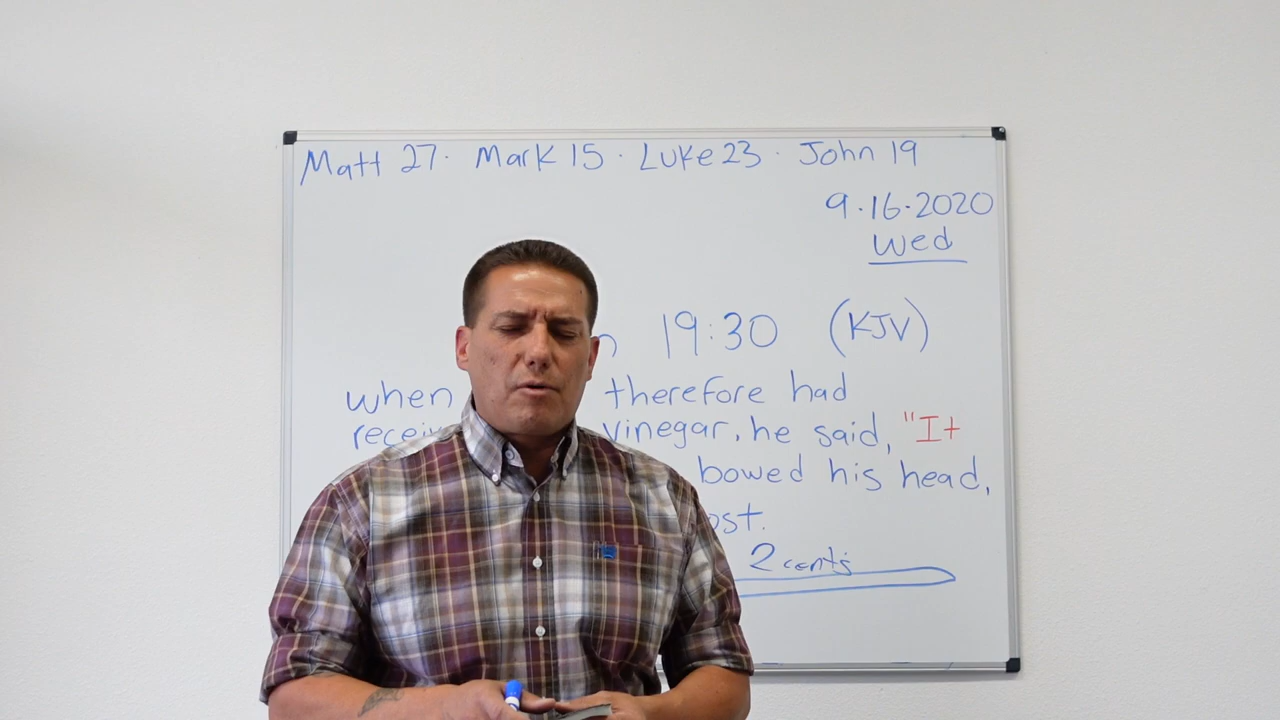 Matt 27 · Mark 15 · Luke 23 · John 19
9·16·2020
Wed
19:30 (KJV)
when therefore had
vinegar, he said, "It
bowed his head,
2 cents